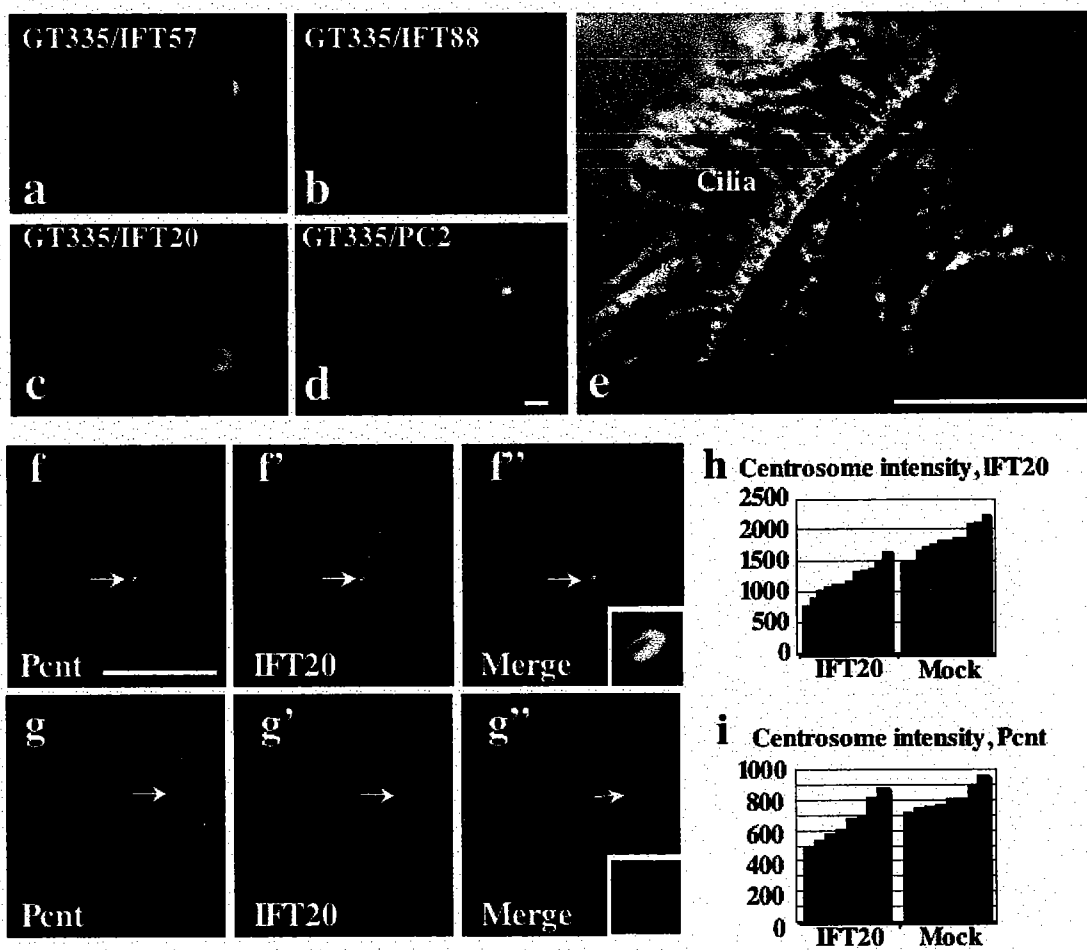 GT335/IFT57
a
GT335/IFT88
b
GT335/IFT20
c
GT335/PC2
d
Cilia
e
f
Pcnt
f'
IFT20
f''
Merge
g
Pcnt
g'
IFT20
g''
Merge
h Centrosome intensity, IFT20
2500
2000
1500
1000
500
0
IFT20 Mock
i Centrosome intensity, Pcnt
1000
800
600
400
200
0
IFT20 Mock